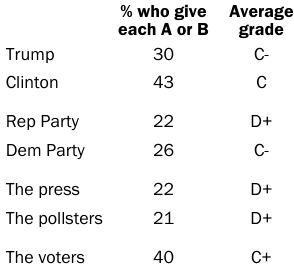 % who give Average
each A or B grade
Trump 30 C-
Clinton 43 C
Rep Party 22 D+
Dem Party 26 C-
The press 22 D+
The pollsters 21 D+
The voters 40 C+